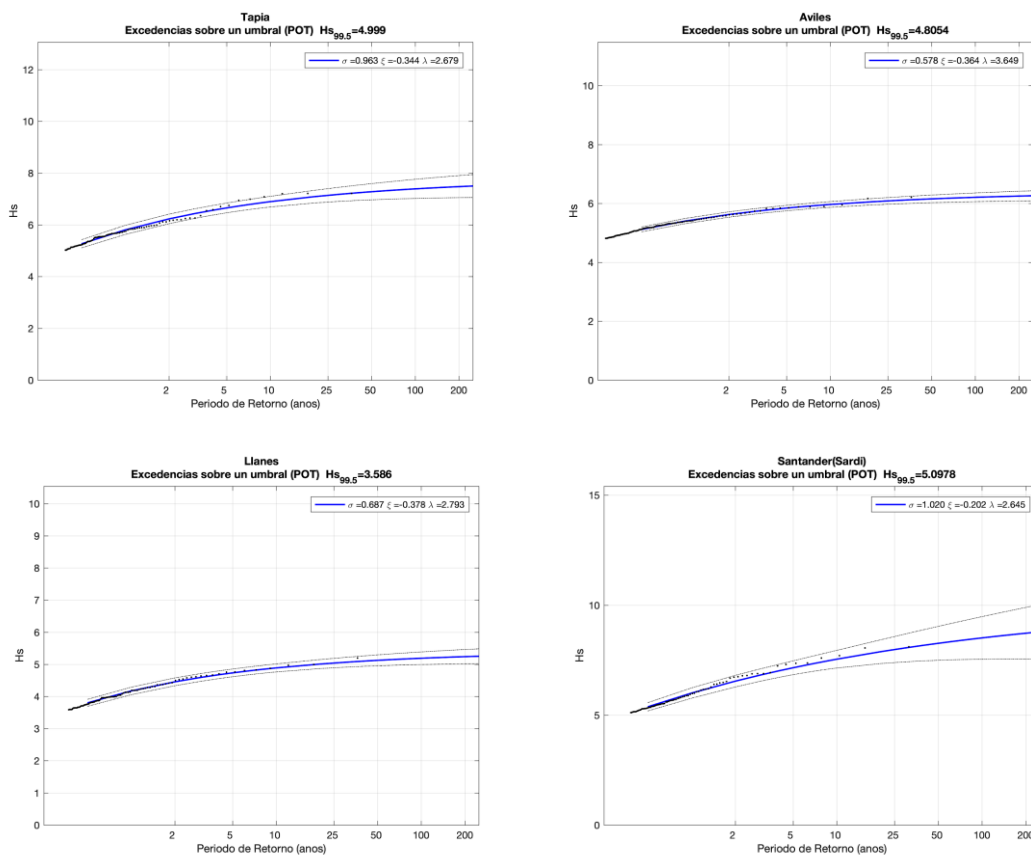 Tapia
Excedencias sobre un umbral (POT) Hs99.5=4.999
σ =0.963 ξ =-0.344 λ =2.679
12
10
8
6
4
2
0
Hs
2 5 10 25 50 100 200
Periodo de Retorno (anos)
Aviles
Excedencias sobre un umbral (POT) Hs99.5=4.8054
σ =0.578 ξ =-0.364 λ =3.649
10
8
6
4
2
0
Hs
2 5 10 25 50 100 200
Periodo de Retorno (anos)
Llanes
Excedencias sobre un umbral (POT) Hs99.5=3.586
σ =0.687 ξ =-0.378 λ =2.793
10
9
8
7
6
5
4
3
2
1
0
Hs
2 5 10 25 50 100 200
Periodo de Retorno (anos)
Santander(Sardi)
Excedencias sobre un umbral (POT) Hs99.5=5.0978
σ =1.020 ξ =-0.202 λ =2.645
15
10
5
0
Hs
2 5 10 25 50 100 200
Periodo de Retorno (anos)